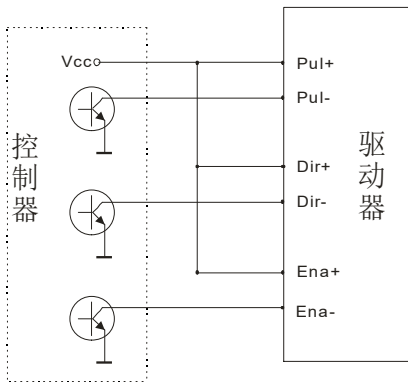 Vcc
Pul+
Pul-
控制器
驱动器
Dir+
Dir-
Ena+
Ena-